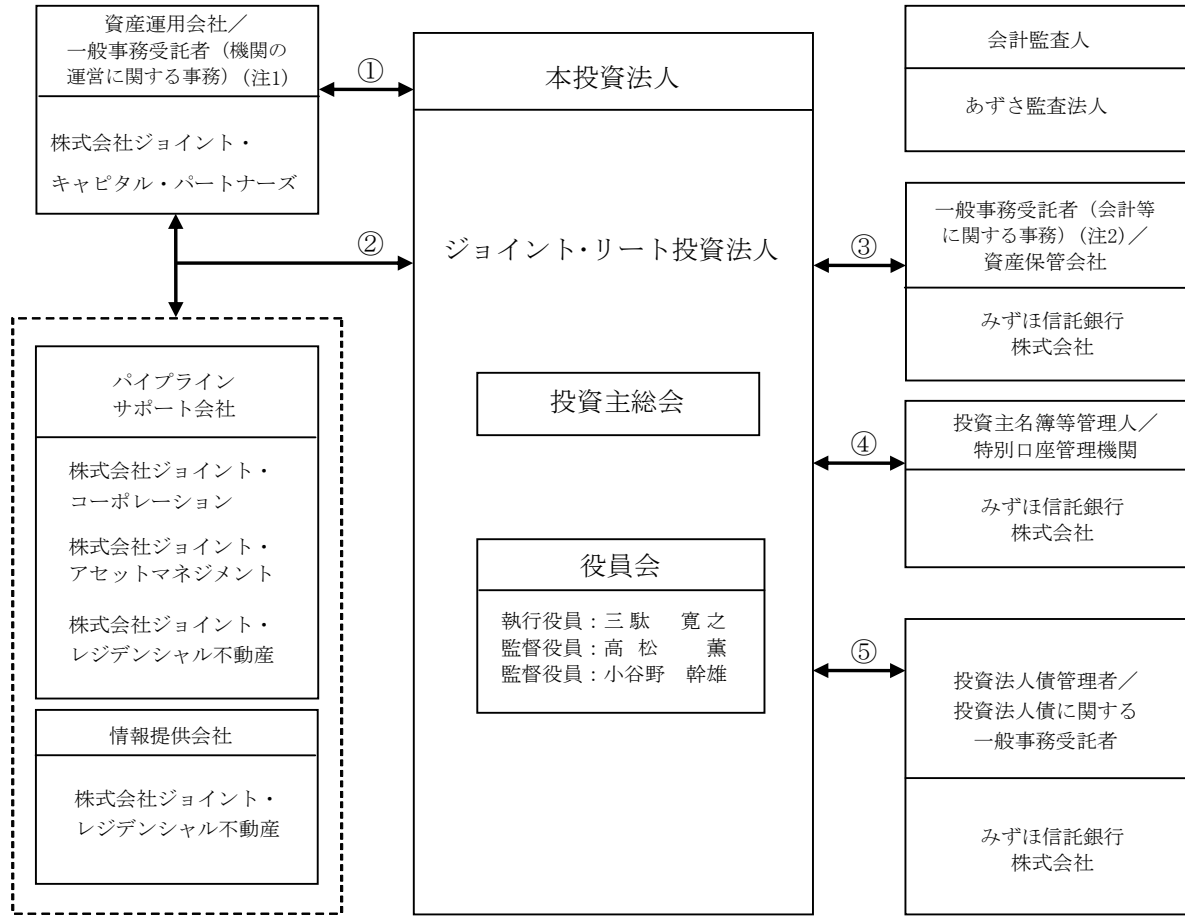 資産運用会社／
一般事務受託者（機関の
運営に関する事務）(注1)
株式会社ジョイント・
キャピタル・パートナーズ
①
②
パイプライン
サポート会社
株式会社ジョイント・
コーポレーション
株式会社ジョイント・
アセットマネジメント
株式会社ジョイント・
レジデンシャル不動産
情報提供会社
株式会社ジョイント・
レジデンシャル不動産
本投資法人
ジョイント・リート投資法人
投資主総会
役員会
執行役員：三駄　寛之
監督役員：高松　薫
監督役員：小谷野　幹雄
会計監査人
あずさ監査法人
③
一般事務受託者（会計等
に関する事務）(注2)／
資産保管会社
みずほ信託銀行
株式会社
④
投資主名簿等管理人／
特別口座管理機関
みずほ信託銀行
株式会社
⑤
投資法人債管理者／
投資法人債に関する
一般事務受託者
みずほ信託銀行
株式会社